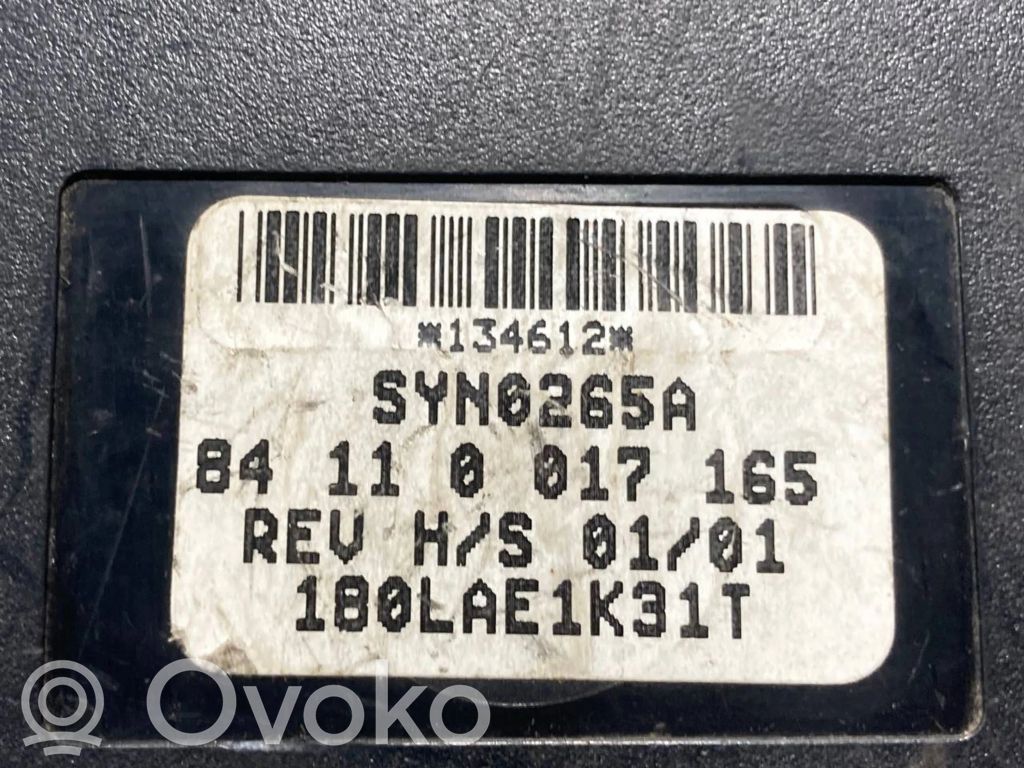 *134612*
SYN0265A
84 11 0 017 165
REV H/S 01/01
180LAE1K31T
Ovoko